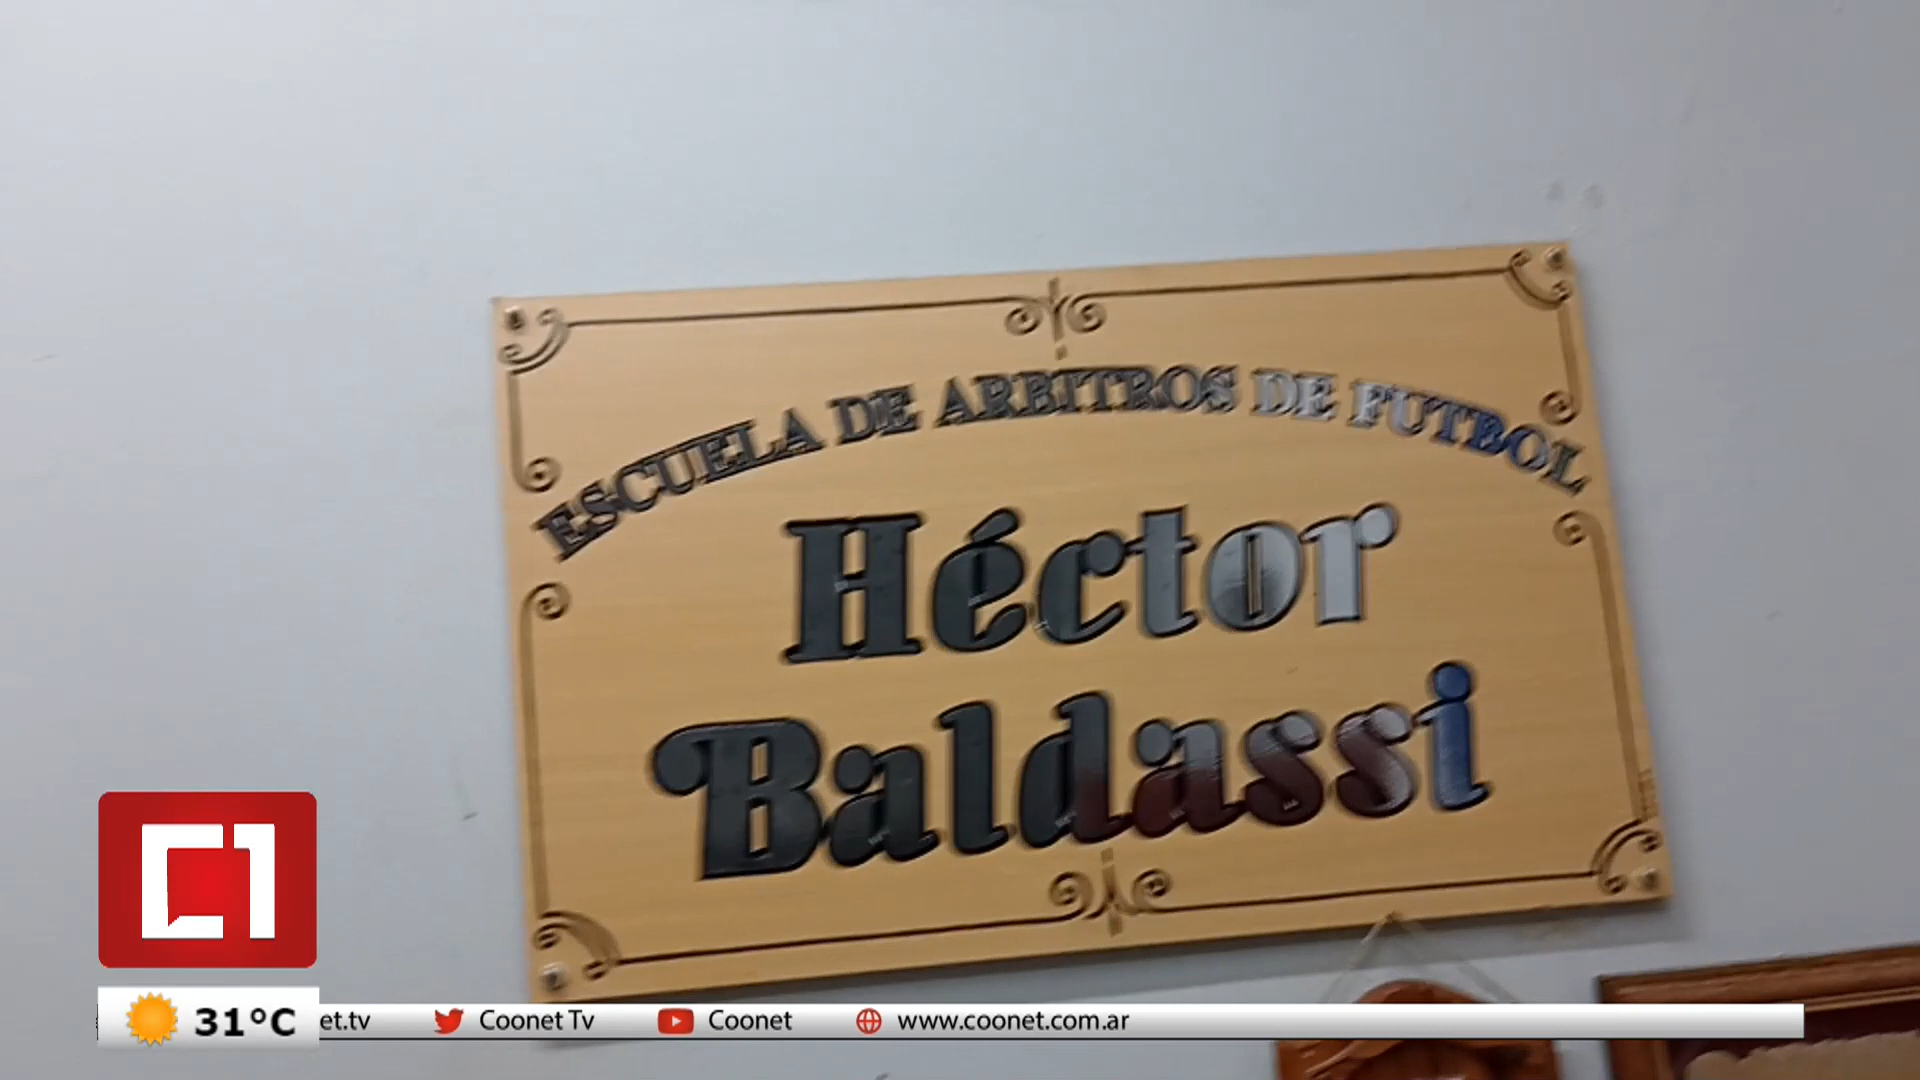 ESCUELA DE ARBITROS DE FUTBOL
Héctor
Baldassi
C1
31°C
et.tv Coonet Tv Coonet www.coonet.com.ar